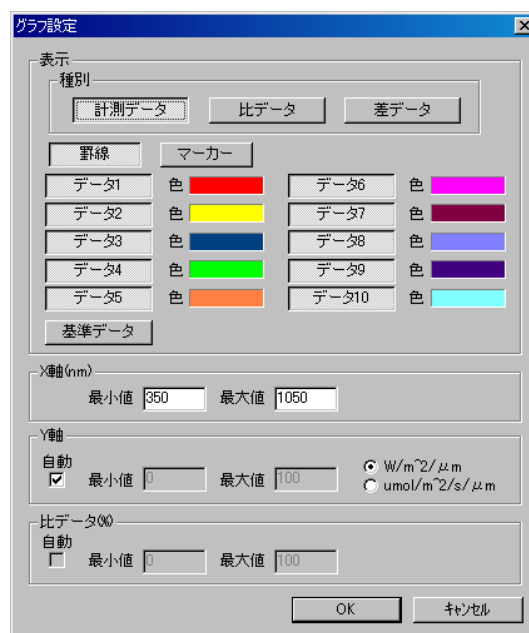 グラフ設定
表示
種別
計測データ 比データ 差データ
罫線 マーカー
データ1 色 データ6 色
データ2 色 データ7 色
データ3 色 データ8 色
データ4 色 データ9 色
データ5 色 データ10 色
基準データ
X軸(nm)
最小値 350 最大値 1050
Y軸
自動
最小値 0 最大値 100
W/m^2/μm
umol/m^2/s/μm
比データ(%)
自動
最小値 0 最大値 100
OK キャンセル